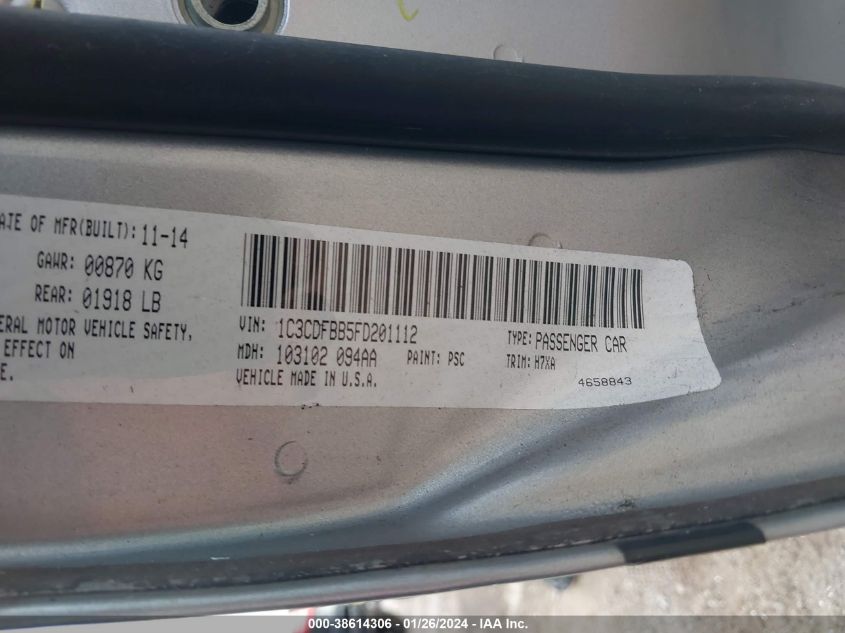 ATE OF MFR(BUILT): 11-14
GAWR: 00870 KG
REAR: 01918 LB
ERAL MOTOR VEHICLE SAFETY,
EFFECT ON
E.
VIN: 1C3CDFBB5FD201112
MDH: 103102 094AA PAINT: PSC
VEHICLE MADE IN U.S.A.
TYPE: PASSENGER CAR
TRIM: H7XA
4658843
000-38614306 - 01/26/2024 - IAA Inc.